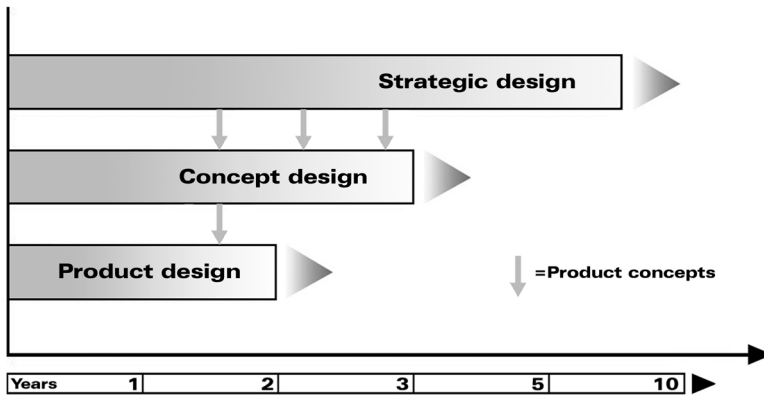 Strategic design
Concept design
Product design
=Product concepts
Years 1 2 3 5 10